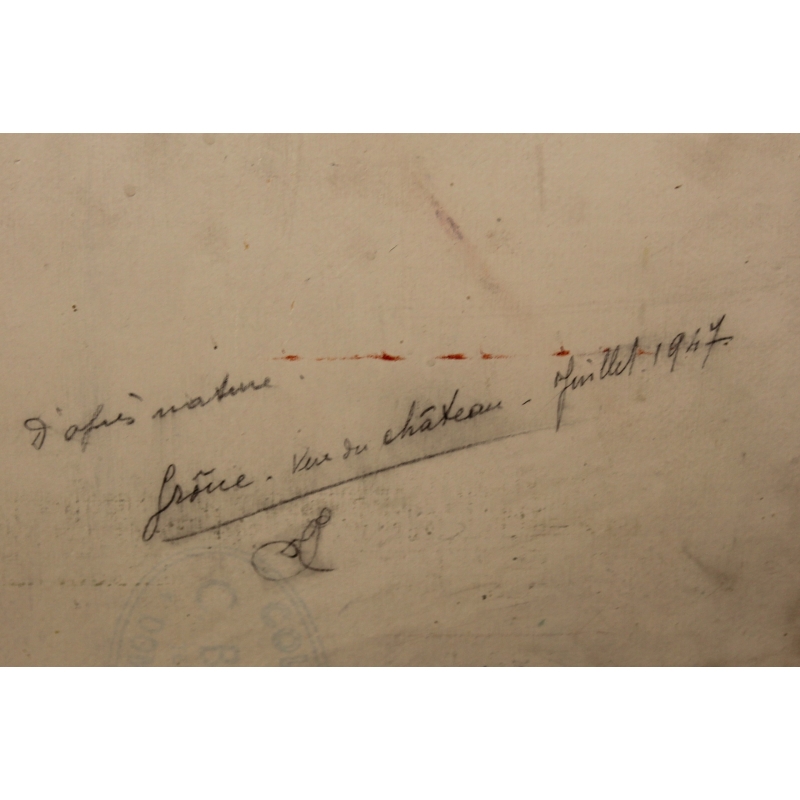 D'après nature.
Grône - Vue du château - Juillet 1947.
C
B